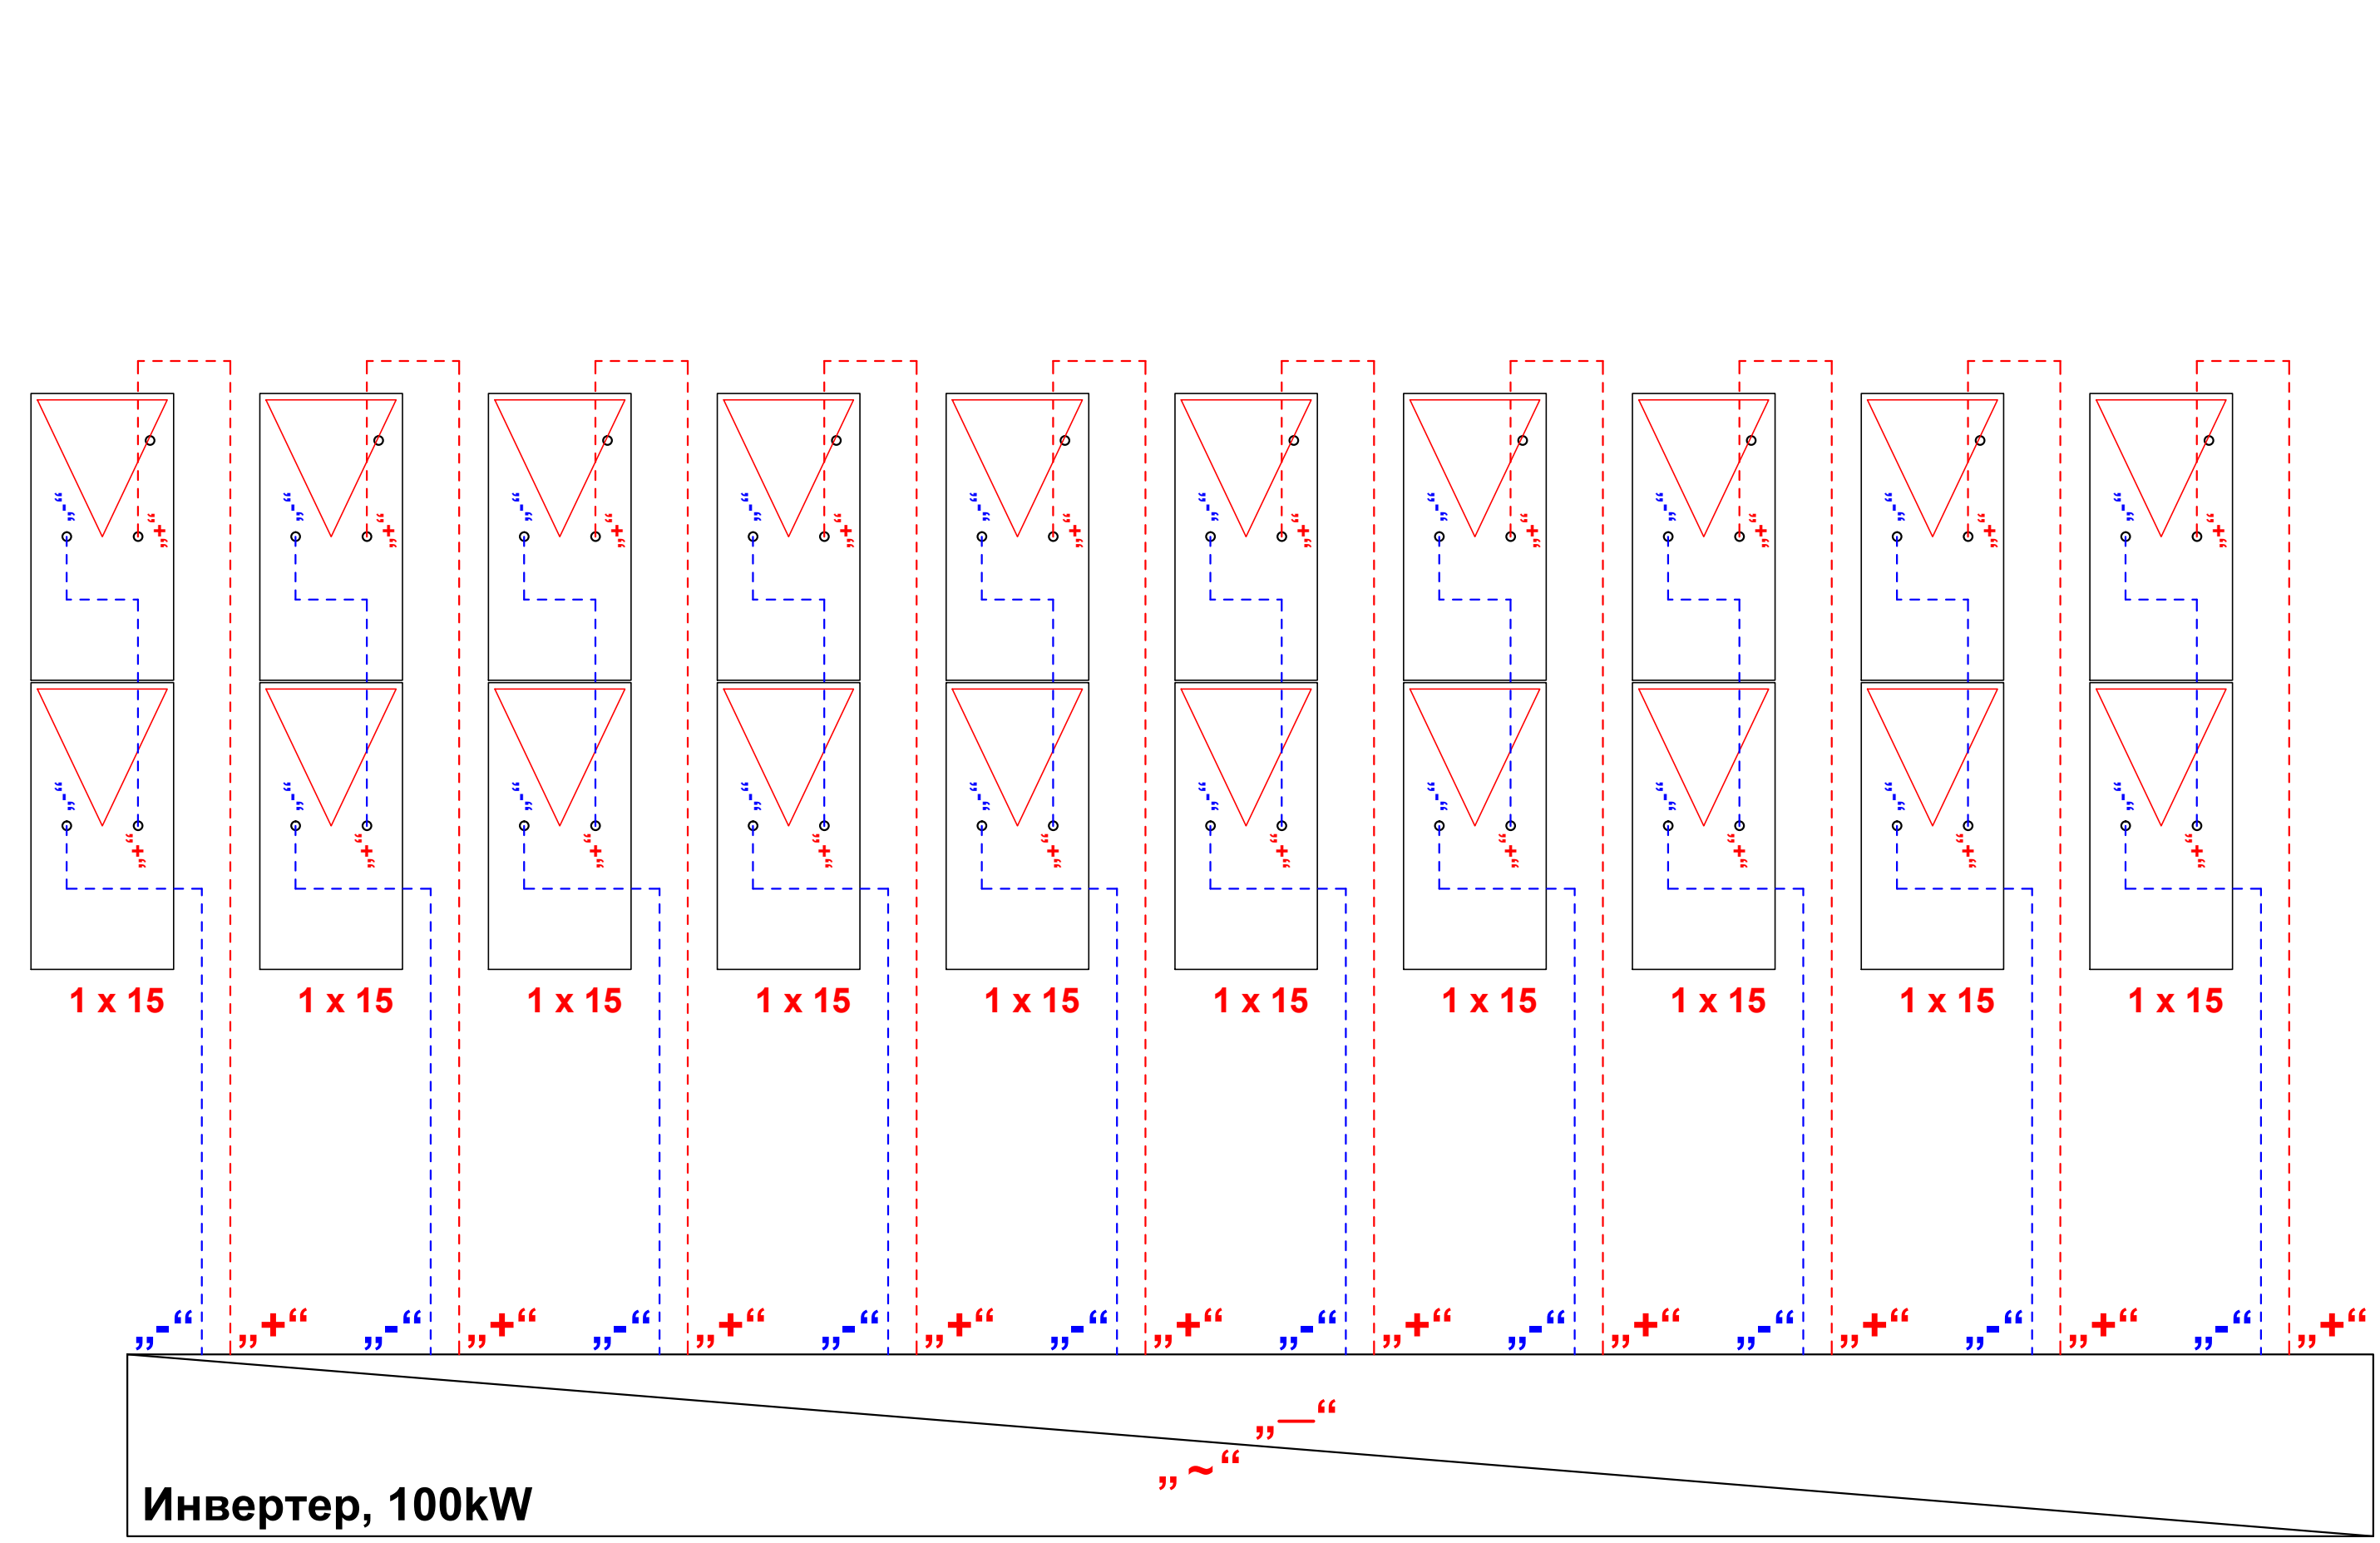 „-“ „+“ „-“ „+“ „-“ „+“ „-“ „+“ „-“ „+“ „-“ „+“ „-“ „+“ „-“ „+“ „-“ „+“ „-“ „+“
„-“ „+“ „-“ „+“ „-“ „+“ „-“ „+“ „-“ „+“ „-“ „+“ „-“ „+“ „-“ „+“ „-“ „+“ „-“ „+“
1 x 15 1 x 15 1 x 15 1 x 15 1 x 15 1 x 15 1 x 15 1 x 15 1 x 15 1 x 15
„-“ „+“ „-“ „+“ „-“ „+“ „-“ „+“ „-“ „+“ „-“ „+“ „-“ „+“ „-“ „+“ „-“ „+“ „-“ „+“
„—“
„~“
Инвертер, 100kW